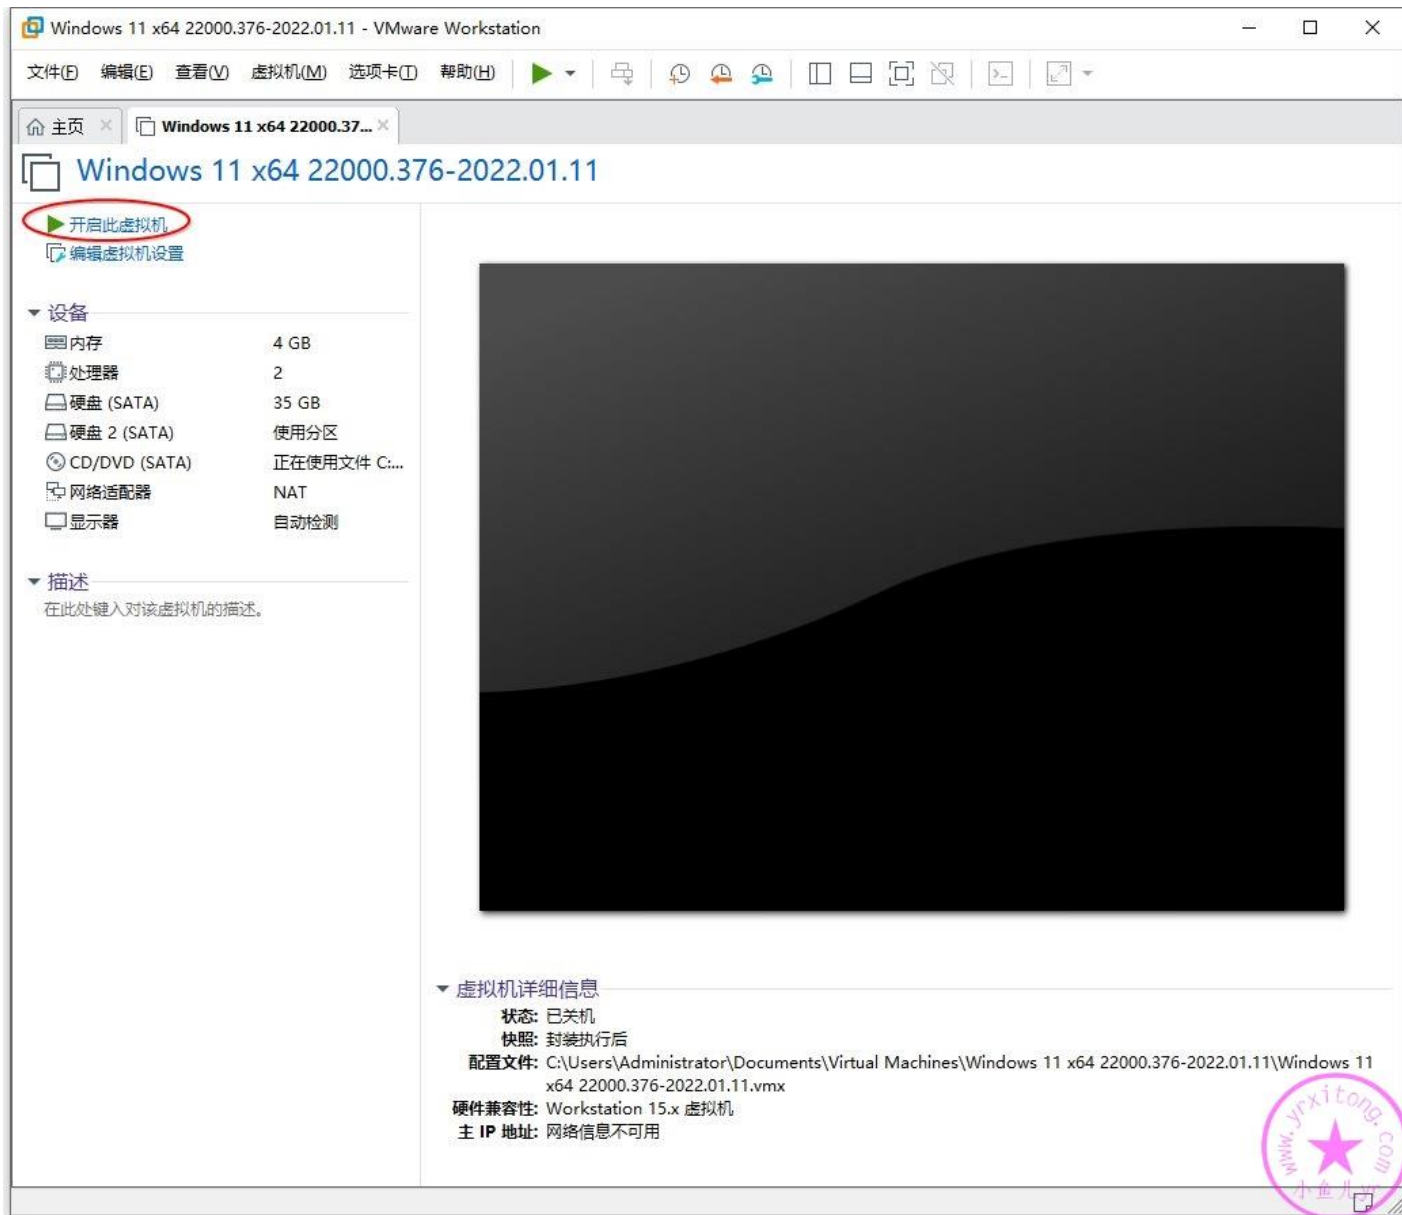 Windows 11 x64 22000.376-2022.01.11 - VMware Workstation
文件(F) 编辑(E) 查看(V) 虚拟机(M) 选项卡(T) 帮助(H)
主页 Windows 11 x64 22000.37...
Windows 11 x64 22000.376-2022.01.11
开启此虚拟机
编辑虚拟机设置
设备
内存 4 GB
处理器 2
硬盘 (SATA) 35 GB
硬盘 2 (SATA) 使用分区
CD/DVD (SATA) 正在使用文件 C:...
网络适配器 NAT
显示器 自动检测
描述
在此处键入对该虚拟机的描述。
虚拟机详细信息
状态: 已关机
快照: 封装执行后
配置文件: C:\Users\Administrator\Documents\Virtual Machines\Windows 11 x64 22000.376-2022.01.11\Windows 11
x64 22000.376-2022.01.11.vmx
硬件兼容性: Workstation 15.x 虚拟机
主 IP 地址: 网络信息不可用
www.yrxitong.com
小鱼儿yr